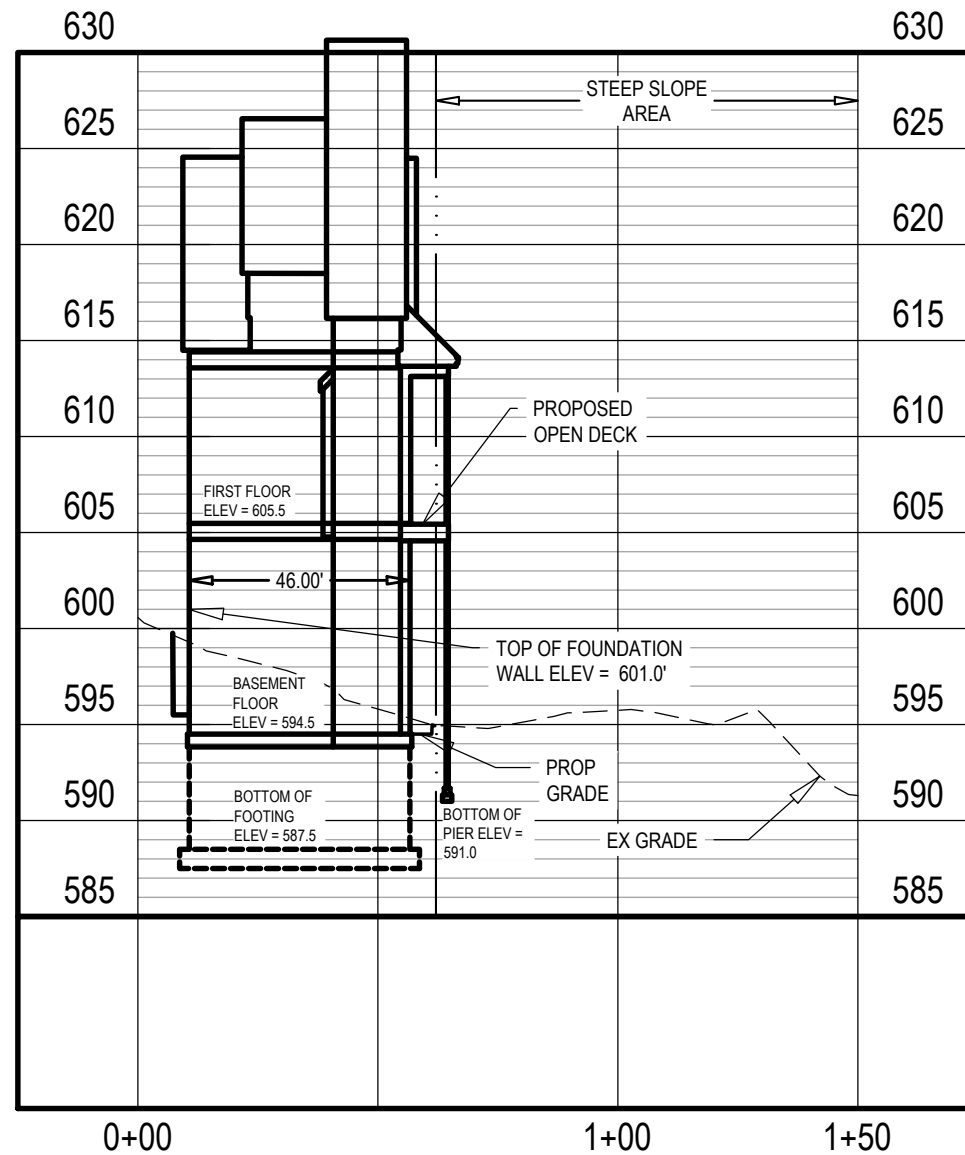 630
630
STEEP SLOPE
AREA
625
625
620
620
615
615
610
610
PROPOSED
OPEN DECK
FIRST FLOOR
ELEV = 605.5
605
605
46.00'
600
600
TOP OF FOUNDATION
WALL ELEV = 601.0'
BASEMENT
FLOOR
ELEV = 594.5
595
595
PROP
GRADE
590
590
BOTTOM OF
FOOTING
ELEV = 587.5
BOTTOM OF
PIER ELEV =
591.0
EX GRADE
585
585
0+00
1+00
1+50